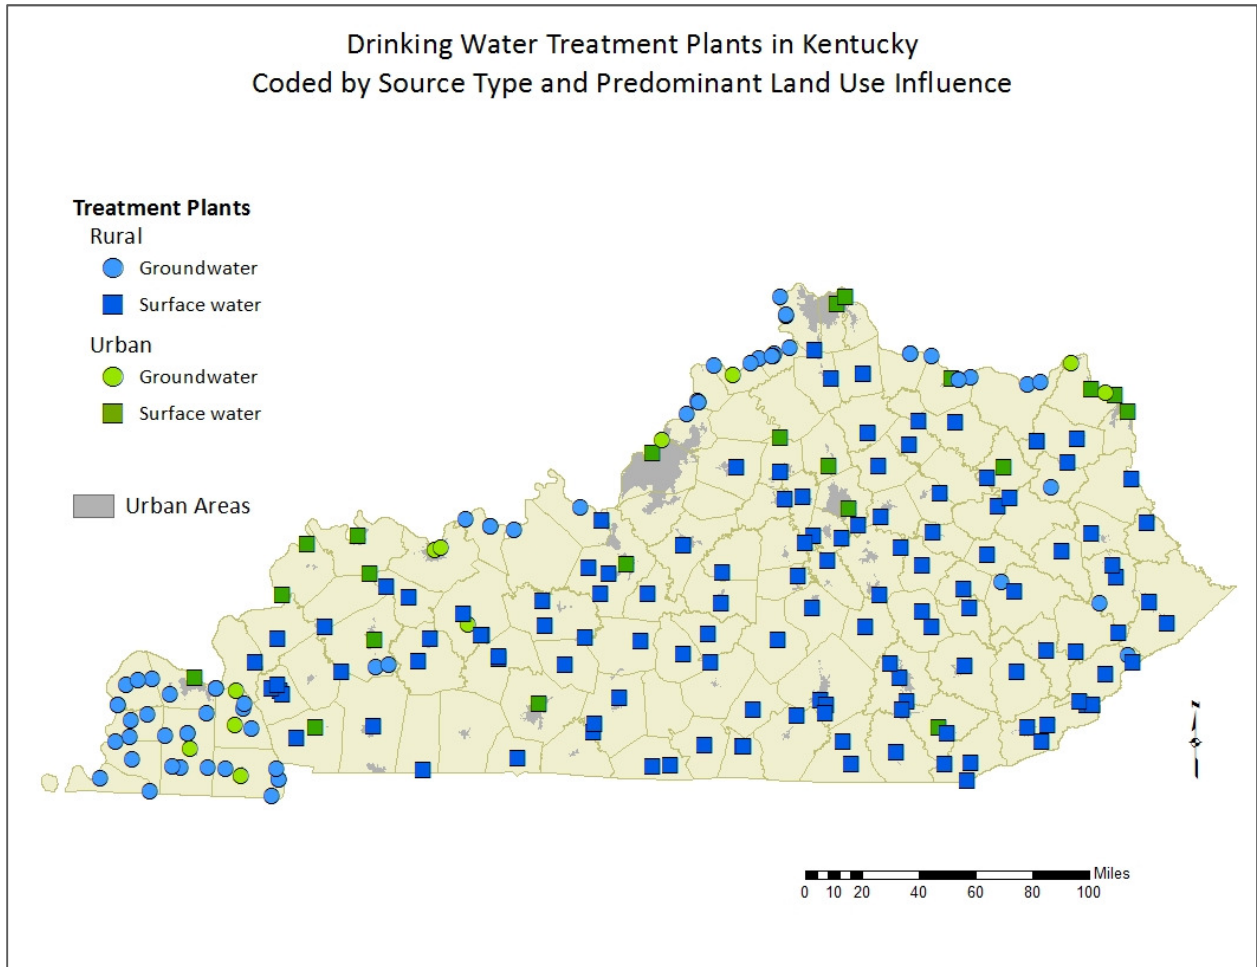 Drinking Water Treatment Plants in Kentucky
Coded by Source Type and Predominant Land Use Influence
Treatment Plants
Rural
Groundwater
Surface water
Urban
Groundwater
Surface water
Urban Areas
N
Miles
0 10 20 40 60 80 100